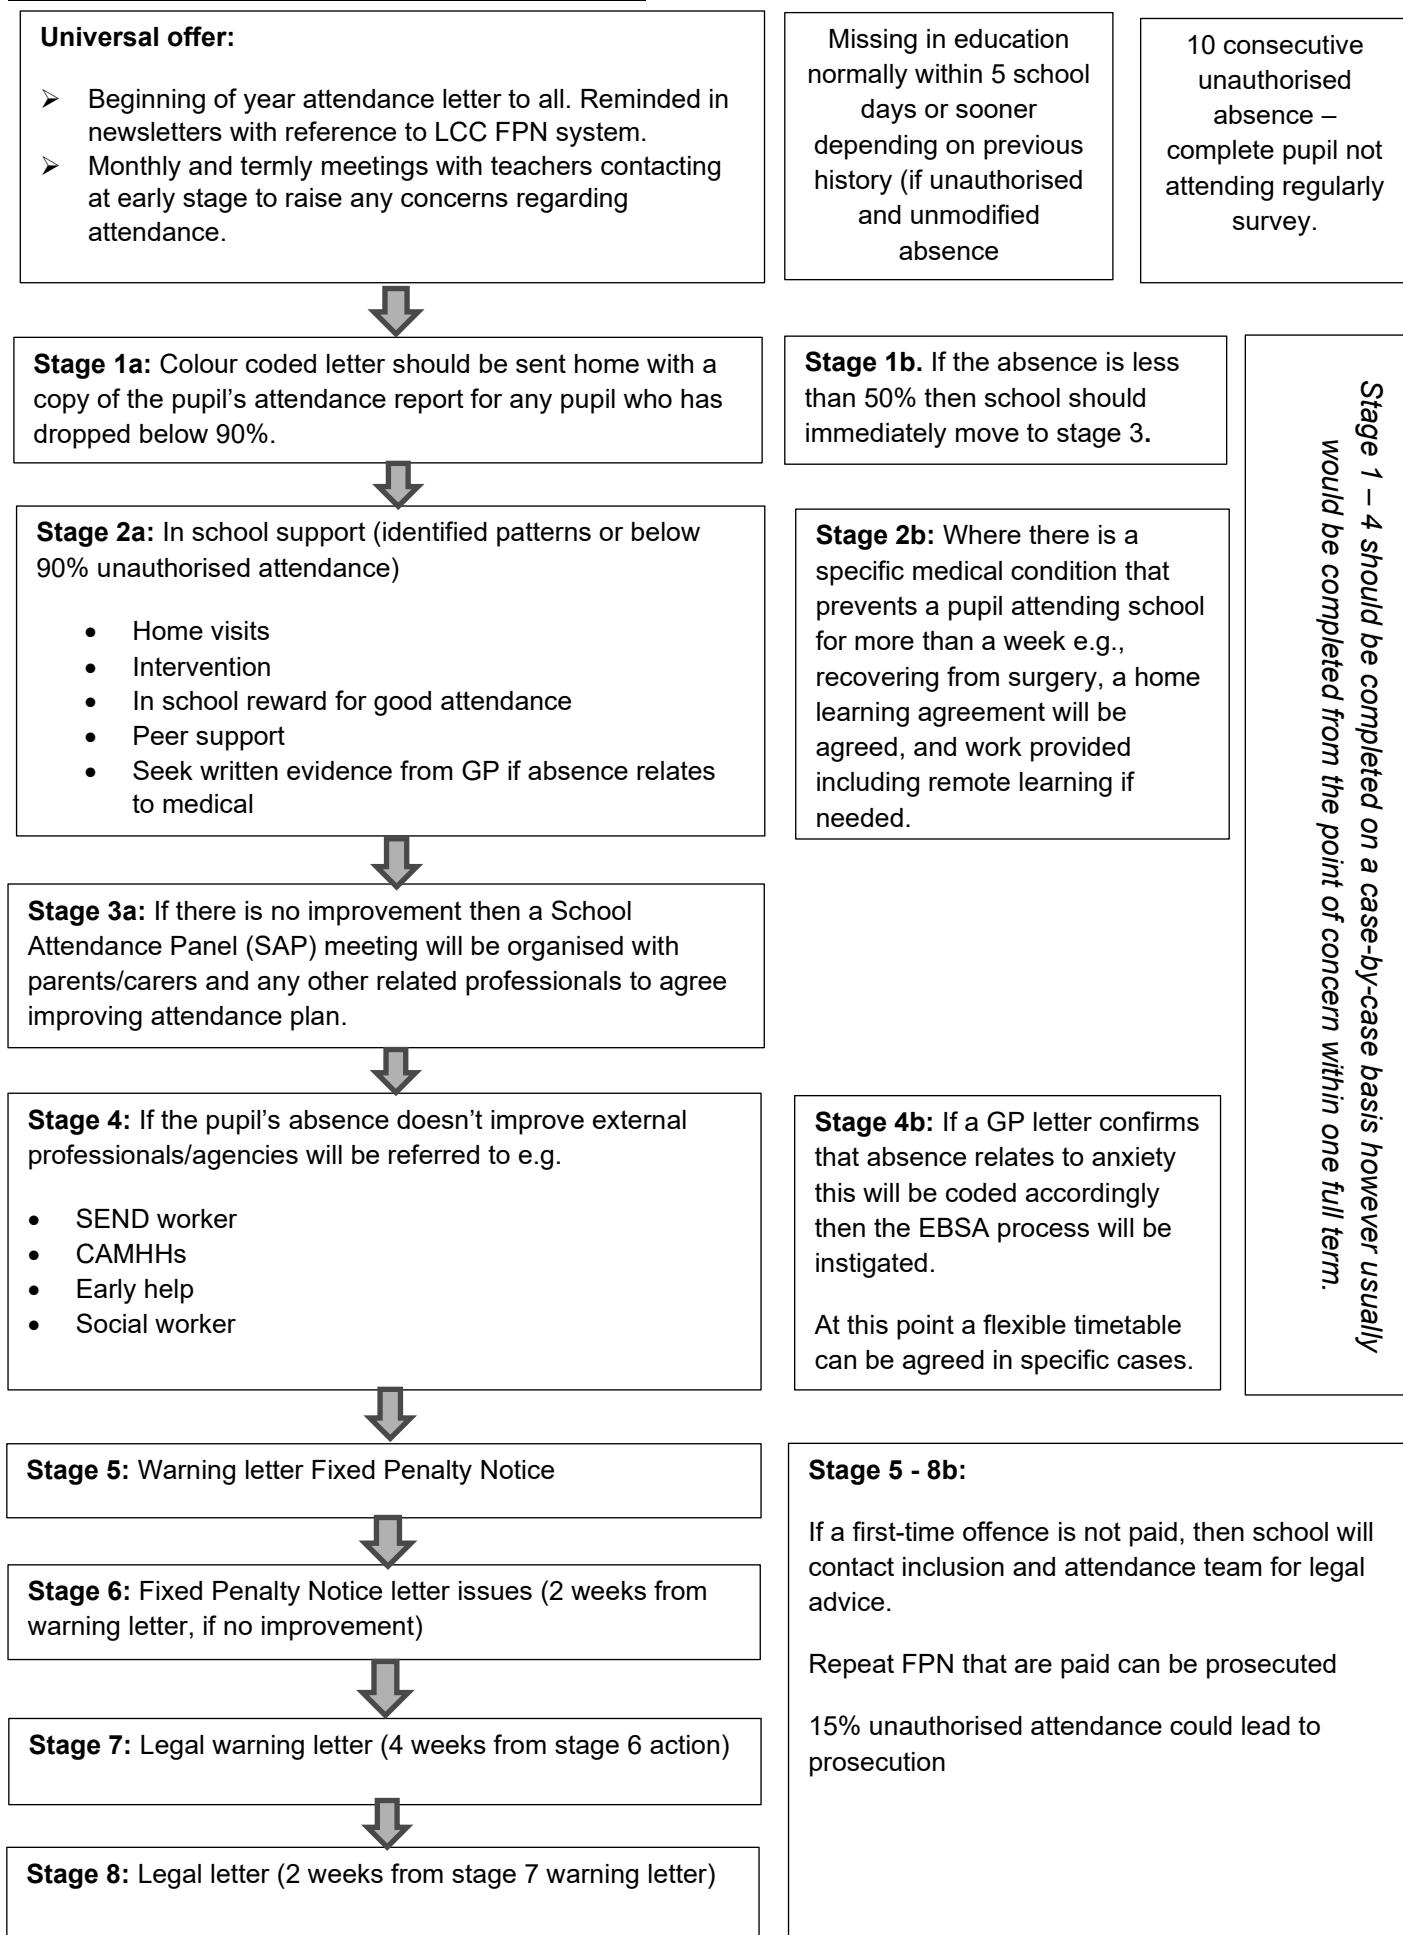 Universal offer:
➢ Beginning of year attendance letter to all. Reminded in
newsletters with reference to LCC FPN system.
➢ Monthly and termly meetings with teachers contacting
at early stage to raise any concerns regarding
attendance.
Missing in education
normally within 5 school
days or sooner
depending on previous
history (if unauthorised
and unmodified
absence
10 consecutive
unauthorised
absence –
complete pupil not
attending regularly
survey.
Stage 1a: Colour coded letter should be sent home with a
copy of the pupil’s attendance report for any pupil who has
dropped below 90%.
Stage 1b. If the absence is less
than 50% then school should
immediately move to stage 3.
Stage 1 – 4 should be completed on a case-by-case basis however usually
would be completed from the point of concern within one full term.
Stage 2a: In school support (identified patterns or below
90% unauthorised attendance)
• Home visits
• Intervention
• In school reward for good attendance
• Peer support
• Seek written evidence from GP if absence relates
to medical
Stage 2b: Where there is a
specific medical condition that
prevents a pupil attending school
for more than a week e.g.,
recovering from surgery, a home
learning agreement will be
agreed, and work provided
including remote learning if
needed.
Stage 3a: If there is no improvement then a School
Attendance Panel (SAP) meeting will be organised with
parents/carers and any other related professionals to agree
improving attendance plan.
Stage 4: If the pupil’s absence doesn’t improve external
professionals/agencies will be referred to e.g.
• SEND worker
• CAMHHs
• Early help
• Social worker
Stage 4b: If a GP letter confirms
that absence relates to anxiety
this will be coded accordingly
then the EBSA process will be
instigated.
At this point a flexible timetable
can be agreed in specific cases.
Stage 5: Warning letter Fixed Penalty Notice
Stage 6: Fixed Penalty Notice letter issues (2 weeks from
warning letter, if no improvement)
Stage 7: Legal warning letter (4 weeks from stage 6 action)
Stage 8: Legal letter (2 weeks from stage 7 warning letter)
Stage 5 - 8b:
If a first-time offence is not paid, then school will
contact inclusion and attendance team for legal
advice.
Repeat FPN that are paid can be prosecuted
15% unauthorised attendance could lead to
prosecution